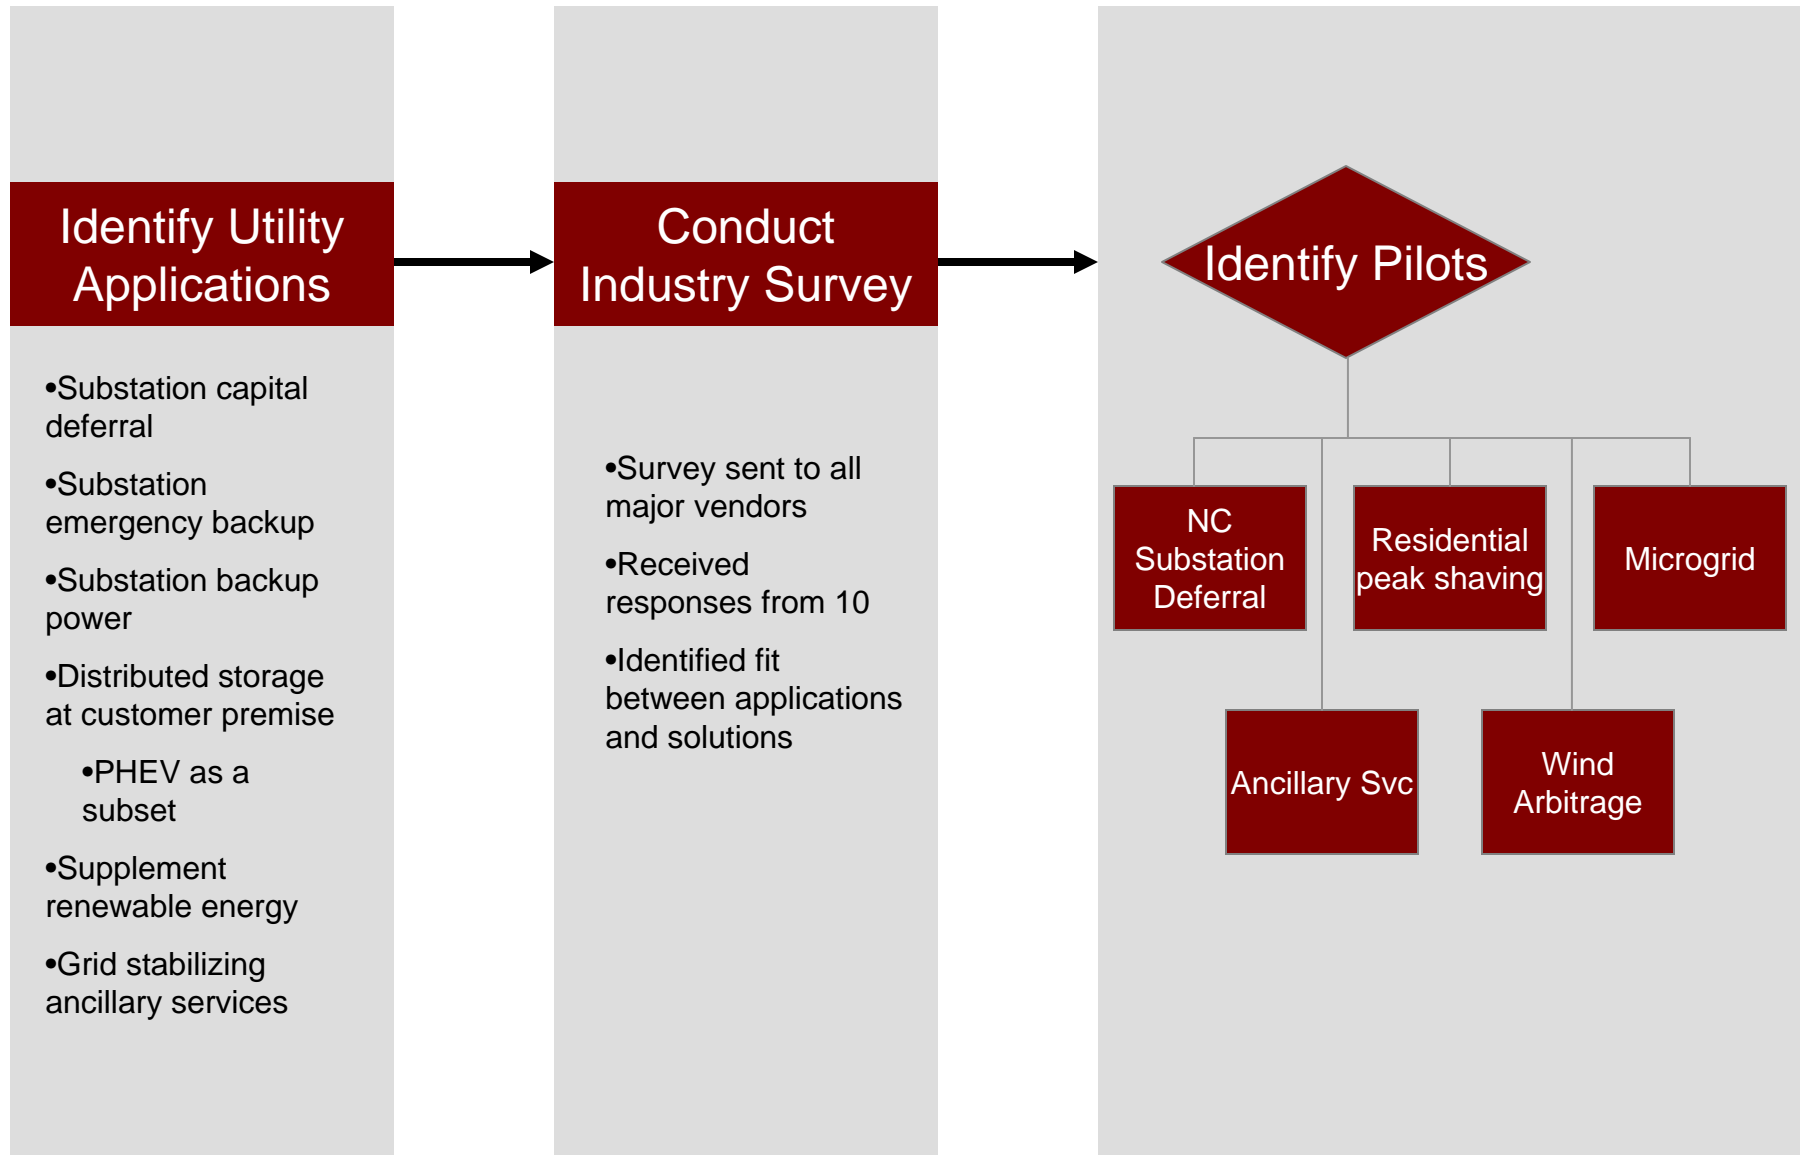 Identify Utility
Applications
•Substation capital
deferral
•Substation
emergency backup
•Substation backup
power
•Distributed storage
at customer premise
•PHEV as a
subset
•Supplement
renewable energy
•Grid stabilizing
ancillary services
Conduct
Industry Survey
•Survey sent to all
major vendors
•Received
responses from 10
•Identified fit
between applications
and solutions
Identify Pilots
NC
Substation
Deferral
Residential
peak shaving
Microgrid
Ancillary Svc
Wind
Arbitrage